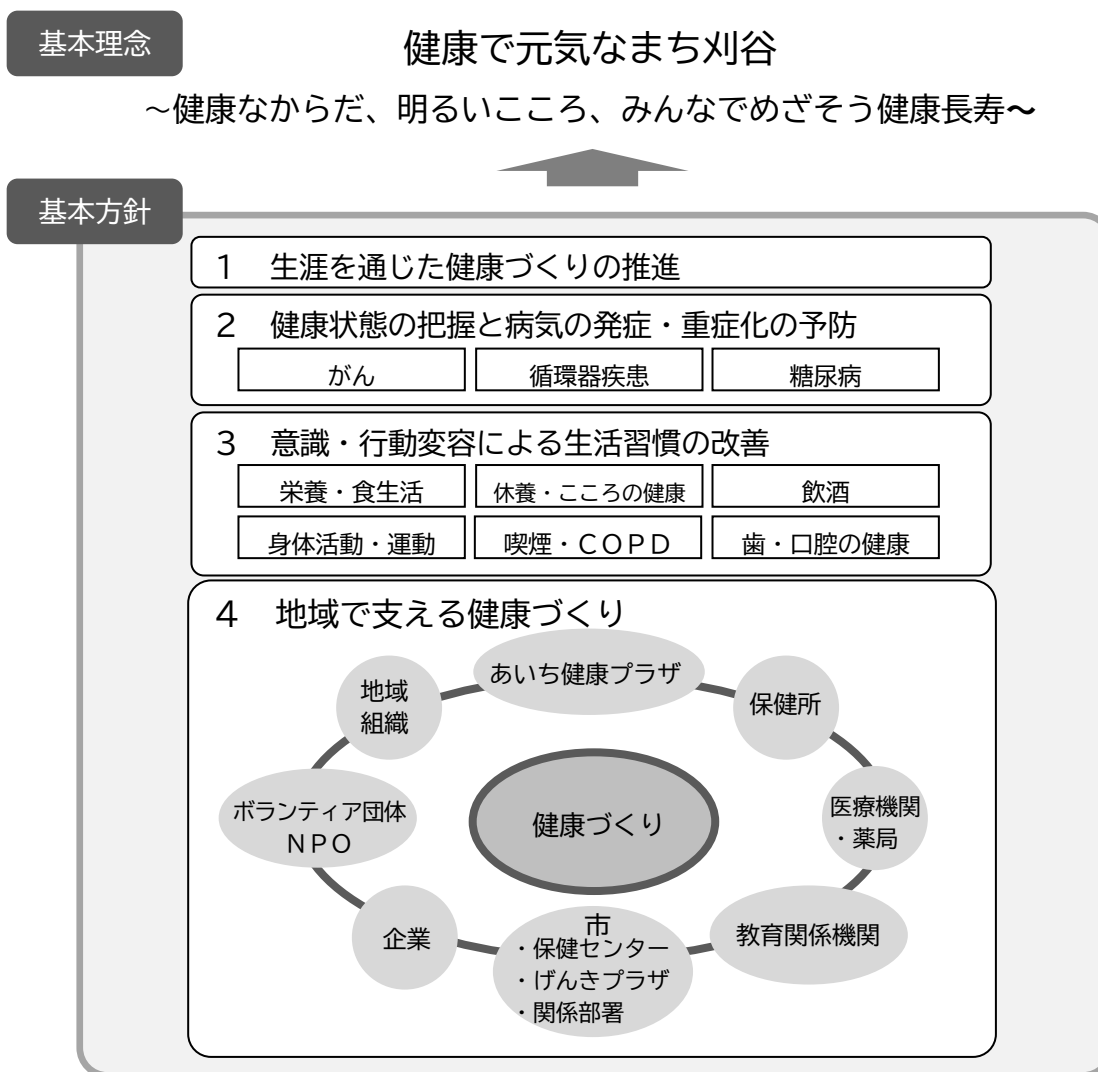 基本理念
健康で元気なまち刈谷
~健康なからだ、明るいこころ、みんなでめざそう健康長寿~
基本方針
1 生涯を通じた健康づくりの推進
2 健康状態の把握と病気の発症・重症化の予防
がん 循環器疾患 糖尿病
3 意識・行動変容による生活習慣の改善
栄養・食生活 休養・こころの健康 飲酒
身体活動・運動 喫煙・COPD 歯・口腔の健康
4 地域で支える健康づくり
あいち健康プラザ
地域
組織
保健所
ボランティア団体
NPO
健康づくり
医療機関
・薬局
企業
市
・保健センター
・げんきプラザ
・関係部署
教育関係機関